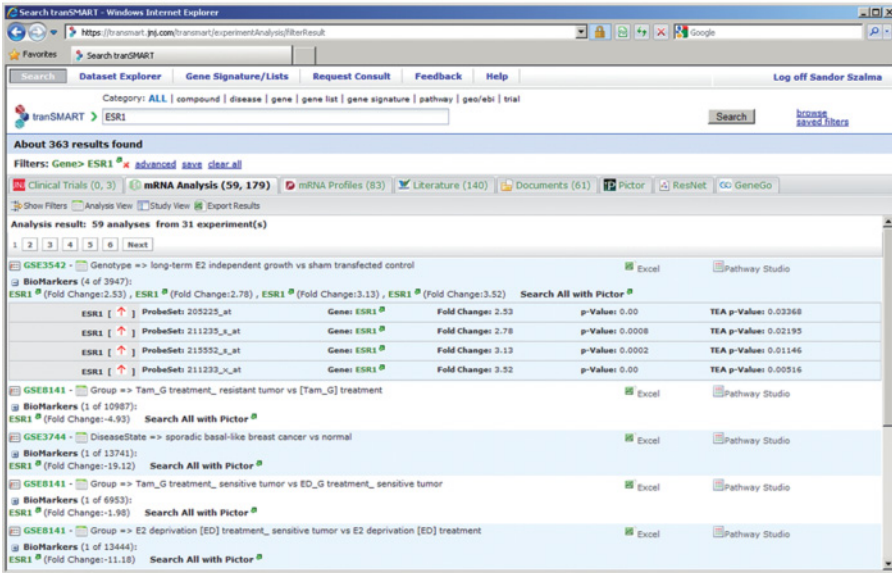 Search tranSMART - Windows Internet Explorer
https://transmart.jnj.com/transmart/experimentAnalysis/filterResult Google
Favorites Search tranSMART
Search Dataset Explorer Gene Signature/Lists Request Consult Feedback Help Log off Sandor Szalma
Category: ALL | compound | disease | gene | gene list | gene signature | pathway | geo/ebi | trial
tranSMART ESR1 Search browse
saved filters
About 363 results found
Filters: Gene> ESR1 x advanced save clear all
Clinical Trials (0, 3) mRNA Analysis (59, 179) mRNA Profiles (83) Literature (140) Documents (61) Pictor ResNet GeneGo
Show Filters Analysis View Study View Export Results
Analysis result: 59 analyses from 31 experiment(s)
1 2 3 4 5 6 Next
GSE3542 - Genotype => long-term E2 independent growth vs sham transfected control Excel Pathway Studio
BioMarkers (4 of 3947):
ESR1 (Fold Change:2.53) , ESR1 (Fold Change:2.78) , ESR1 (Fold Change:3.13) , ESR1 (Fold Change:3.52) Search All with Pictor
ESR1 [ ↑ ] ProbeSet: 205225_at Gene: ESR1 Fold Change: 2.53 p-Value: 0.00 TEA p-Value: 0.03368
ESR1 [ ↑ ] ProbeSet: 211235_s_at Gene: ESR1 Fold Change: 2.78 p-Value: 0.0008 TEA p-Value: 0.02195
ESR1 [ ↑ ] ProbeSet: 215552_s_at Gene: ESR1 Fold Change: 3.13 p-Value: 0.0002 TEA p-Value: 0.01146
ESR1 [ ↑ ] ProbeSet: 211233_x_at Gene: ESR1 Fold Change: 3.52 p-Value: 0.00 TEA p-Value: 0.00516
GSE8141 - Group => Tam_G treatment_ resistant tumor vs [Tam_G] treatment Excel Pathway Studio
BioMarkers (1 of 10987):
ESR1 (Fold Change:-4.93) Search All with Pictor
GSE3744 - DiseaseState => sporadic basal-like breast cancer vs normal Excel Pathway Studio
BioMarkers (1 of 13741):
ESR1 (Fold Change:-19.12) Search All with Pictor
GSE8141 - Group => Tam_G treatment_ sensitive tumor vs ED_G treatment_ sensitive tumor Excel Pathway Studio
BioMarkers (1 of 6953):
ESR1 (Fold Change:-1.98) Search All with Pictor
GSE8141 - Group => E2 deprivation [ED] treatment_ sensitive tumor vs E2 deprivation [ED] treatment Excel Pathway Studio
BioMarkers (1 of 13444):
ESR1 (Fold Change:-11.18) Search All with Pictor